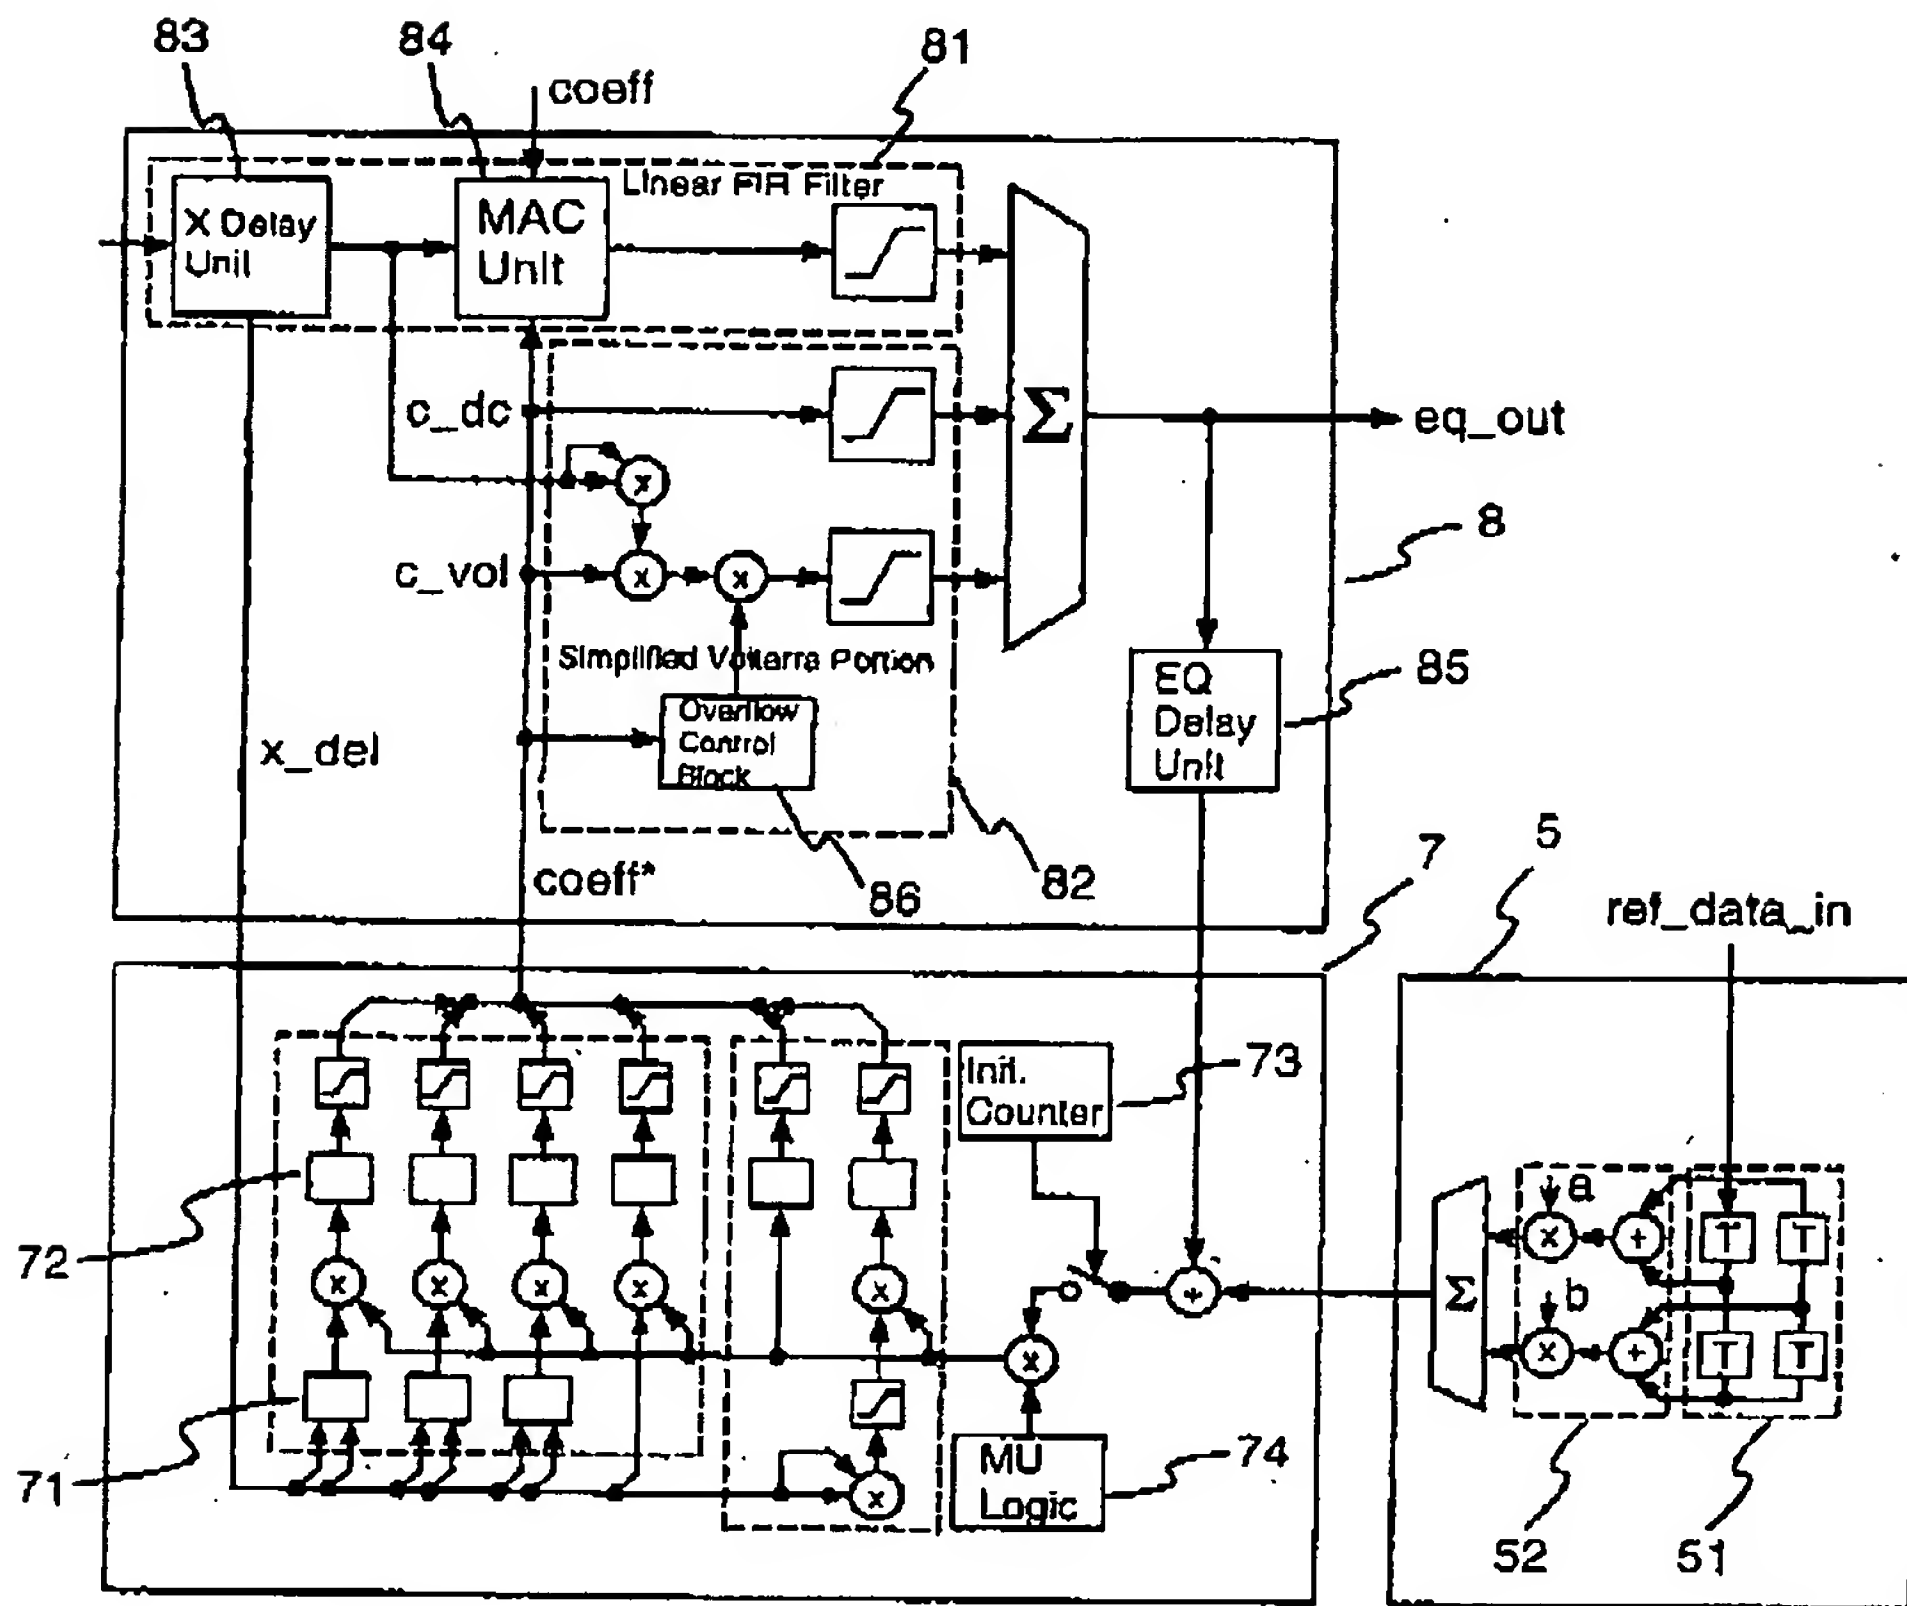 83
84
81
coeff
Linear FIR Filter
X Delay
Unit
MAC
Unit
c_dc
Σ
eq_out
x
8
c_vol
x
x
Simplified Volterra Portion
EQ
Delay
Unit
85
Overflow
Control
Block
x_del
7
5
coeff*
86
82
ref_data_in
Init.
Counter
73
72
a
x
+
T
T
x
x
x
x
x
+
Σ
b
x
x
+
T
T
71
MU
Logic
74
x
52
51